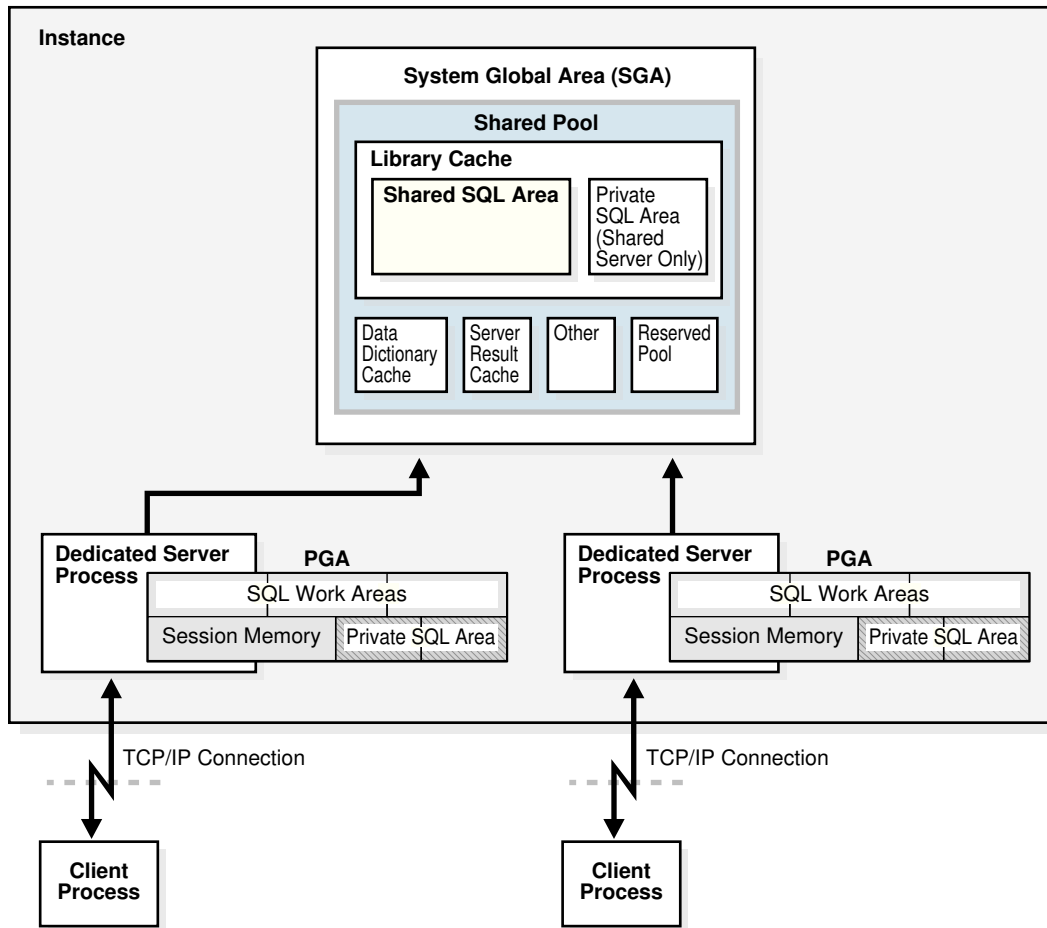 Instance
System Global Area (SGA)
Shared Pool
Library Cache
Shared SQL Area
Private
SQL Area
(Shared
Server Only)
Data
Dictionary
Cache
Server
Result
Cache
Other
Reserved
Pool
Dedicated Server
Process
PGA
SQL Work Areas
Session Memory
Private SQL Area
Dedicated Server
Process
PGA
SQL Work Areas
Session Memory
Private SQL Area
TCP/IP Connection
TCP/IP Connection
Client
Process
Client
Process